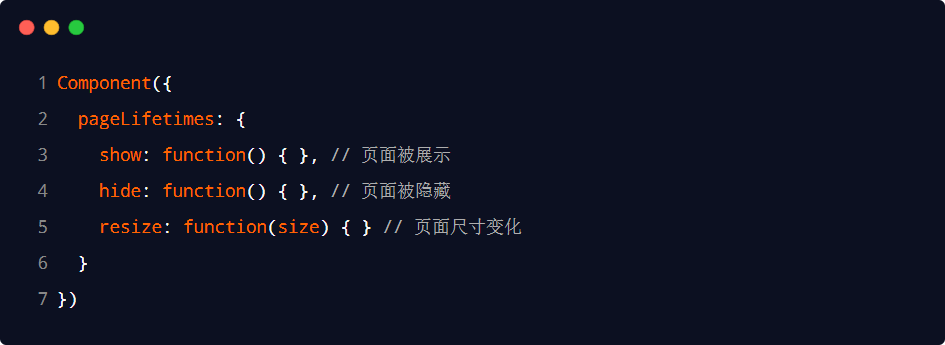 1 Component({
2   pageLifetimes: {
3     show: function() { }, // 页面被展示
4     hide: function() { }, // 页面被隐藏
5     resize: function(size) { } // 页面尺寸变化
6   }
7 })